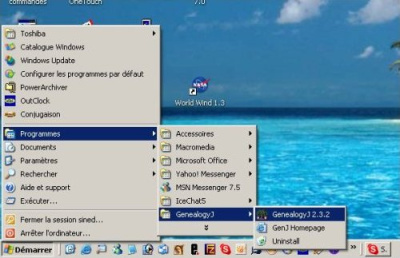 commandes
OneTouch
7.0
Toshiba
Catalogue Windows
Windows Update
Configurer les programmes par défaut
PowerArchiver
OutClock
Conjugaison
World Wind 1.3
Programmes
Documents
Paramètres
Rechercher
Aide et support
Exécuter...
Fermer la session sined...
Arrêter l'ordinateur...
Accessoires
Macromedia
Microsoft Office
Yahoo! Messenger
MSN Messenger 7.5
IceChat5
GenealogyJ
GenealogyJ 2.3.2
GenJ Homepage
Uninstall
Démarrer
5.